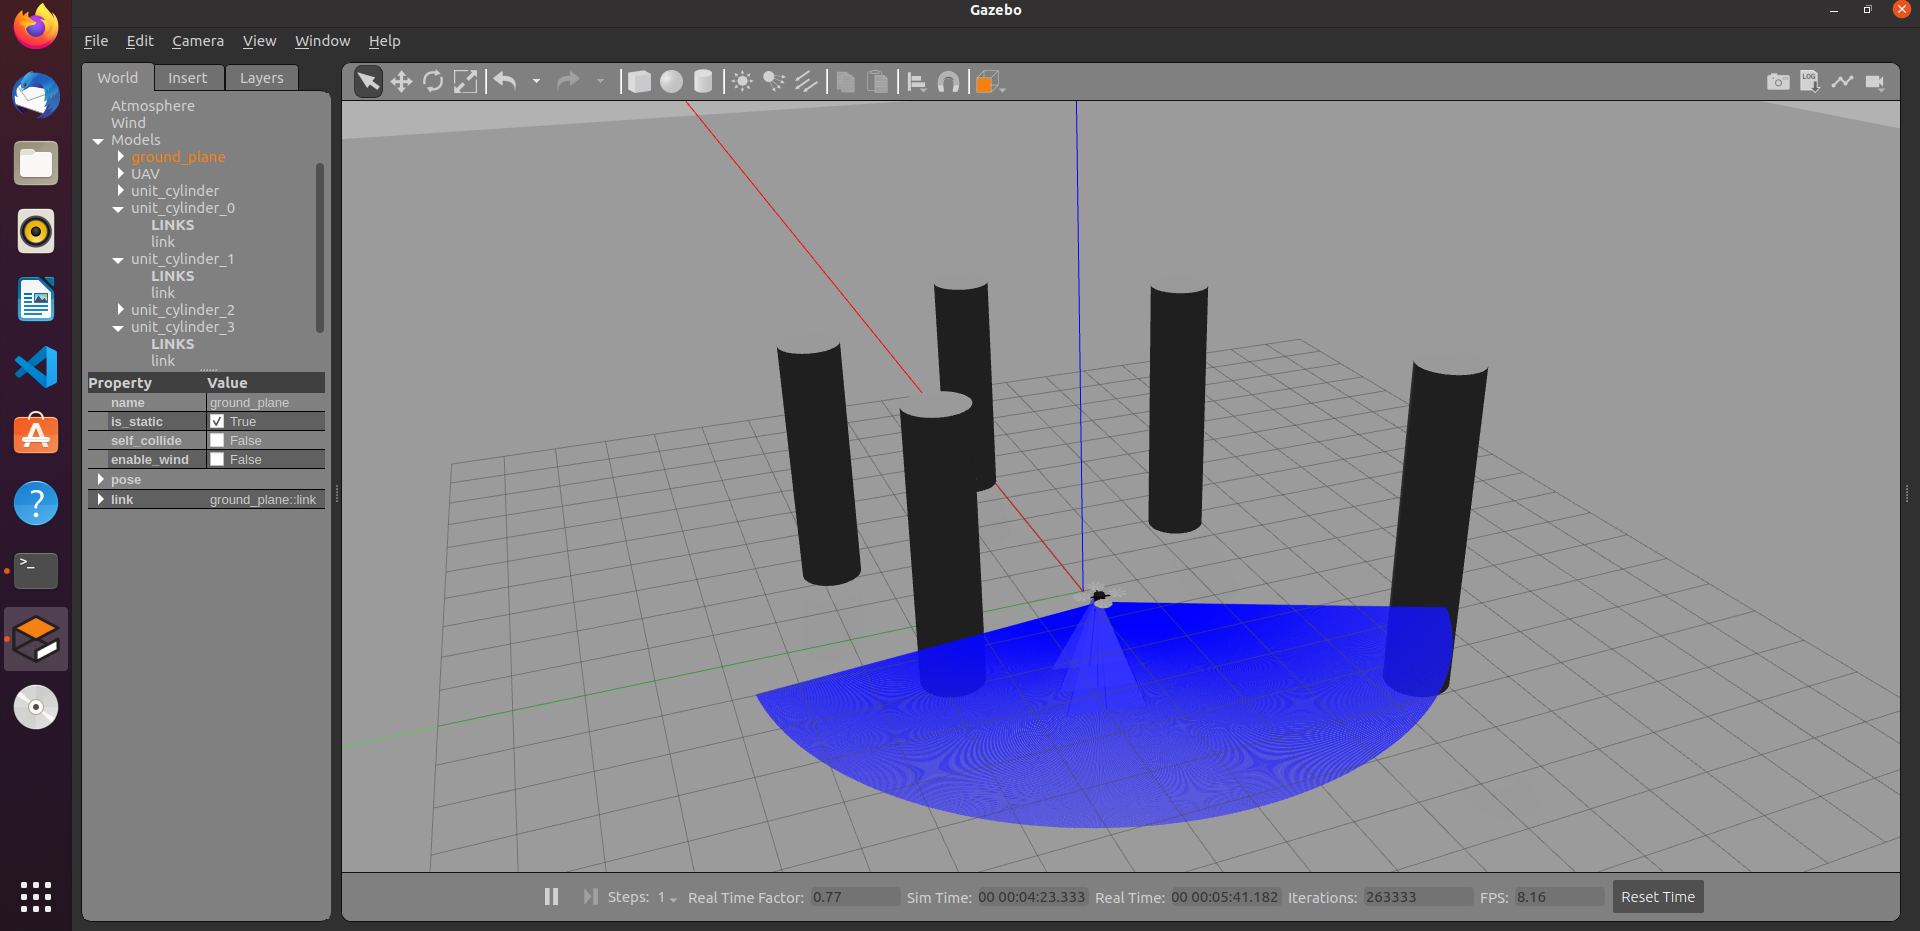 Gazebo
File Edit Camera View Window Help
World Insert Layers
Atmosphere
Wind
Models
ground_plane
UAV
unit_cylinder
unit_cylinder_0
LINKS
link
unit_cylinder_1
LINKS
link
unit_cylinder_2
unit_cylinder_3
LINKS
link
Property Value
name ground_plane
is_static True
self_collide False
enable_wind False
pose
link ground_plane::link
LOG
Steps: 1 Real Time Factor: 0.77 Sim Time: 00 00:04:23.333 Real Time: 00 00:05:41.182 Iterations: 263333 FPS: 8.16 Reset Time